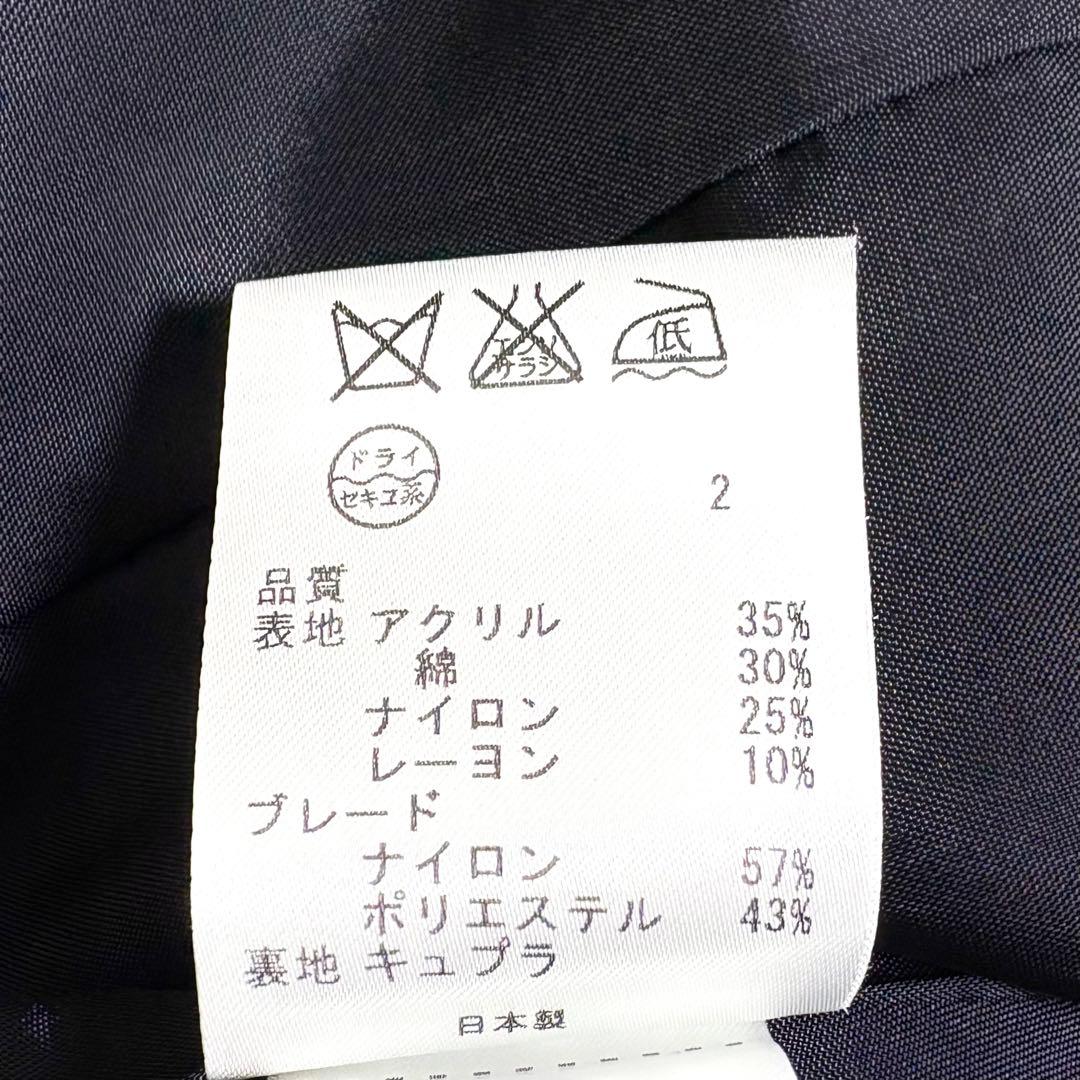 エンソ
サラシ
低
ドライ
セキユ系
2
品質
表地 アクリル 35%
綿 30%
ナイロン 25%
レーヨン 10%
ブレード
ナイロン 57%
ポリエステル 43%
裏地 キュプラ
日本製